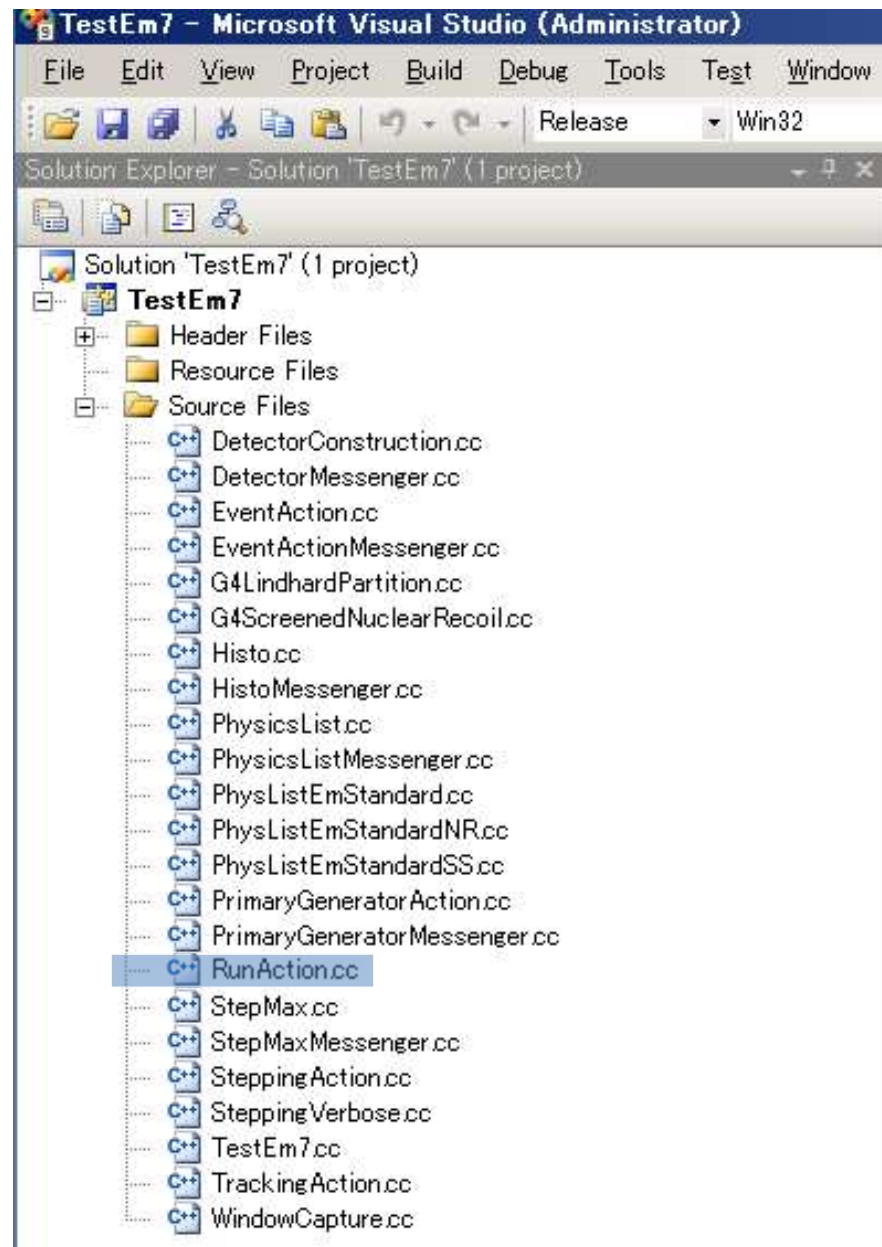 TestEm7 - Microsoft Visual Studio (Administrator)
File Edit View Project Build Debug Tools Test Window
Release Win32
Solution Explorer - Solution 'TestEm7' (1 project)
Solution 'TestEm7' (1 project)
TestEm7
Header Files
Resource Files
Source Files
DetectorConstruction.cc
DetectorMessenger.cc
EventAction.cc
EventActionMessenger.cc
G4LindhardPartition.cc
G4ScreenedNuclearRecoil.cc
Histo.cc
HistoMessenger.cc
PhysicsList.cc
PhysicsListMessenger.cc
PhysListEmStandard.cc
PhysListEmStandardNR.cc
PhysListEmStandardSS.cc
PrimaryGeneratorAction.cc
PrimaryGeneratorMessenger.cc
RunAction.cc
StepMax.cc
StepMaxMessenger.cc
SteppingAction.cc
SteppingVerbose.cc
TestEm7.cc
TrackingAction.cc
WindowCapture.cc